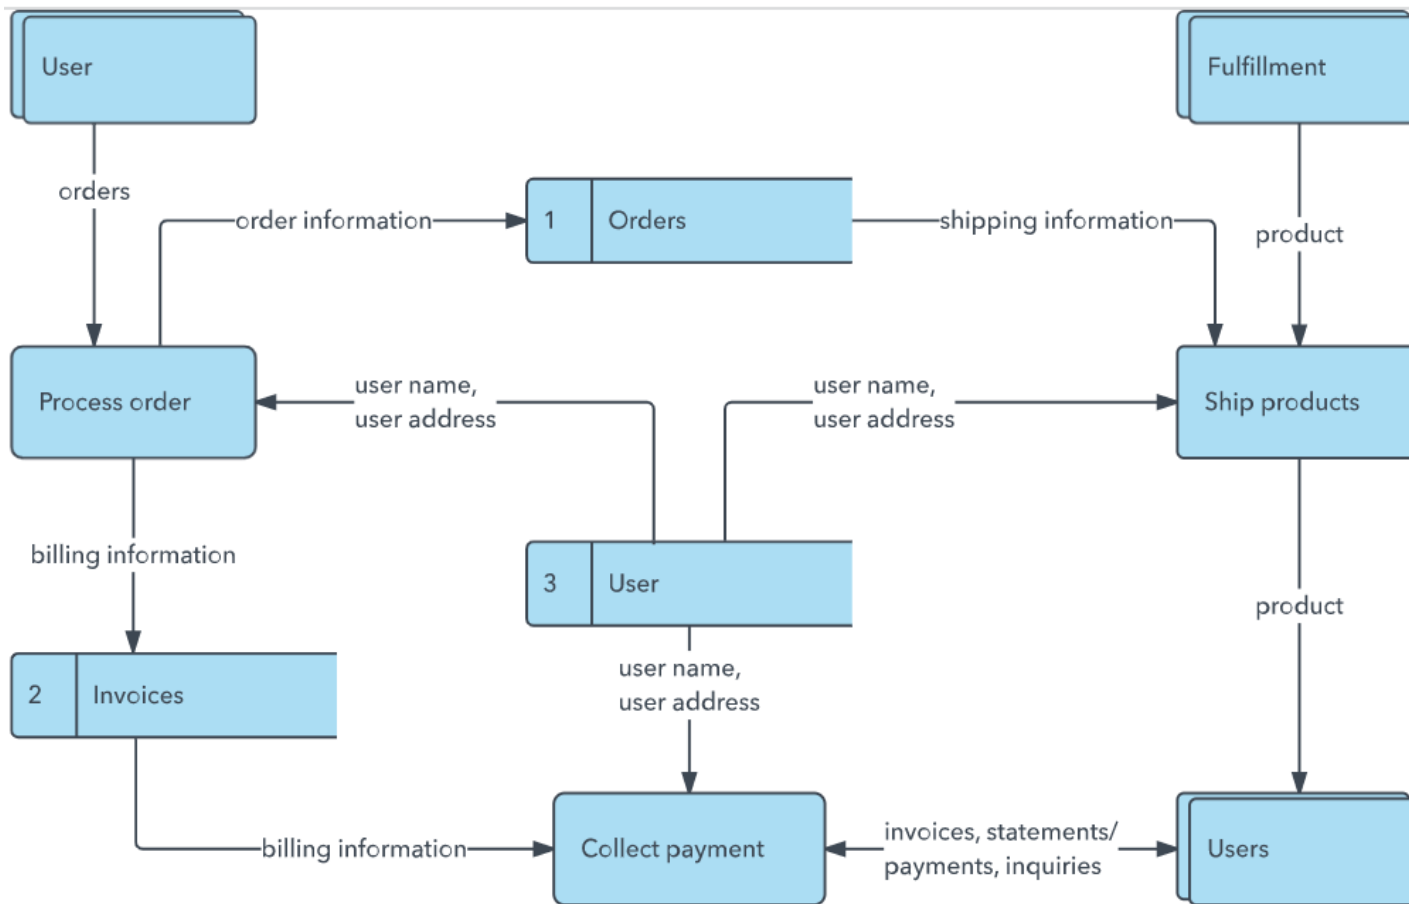 User
Fulfillment
orders
order information
1
Orders
shipping information
product
Process order
user name,
user address
user name,
user address
Ship products
billing information
3
User
product
2
Invoices
user name,
user address
billing information
Collect payment
invoices, statements/
payments, inquiries
Users